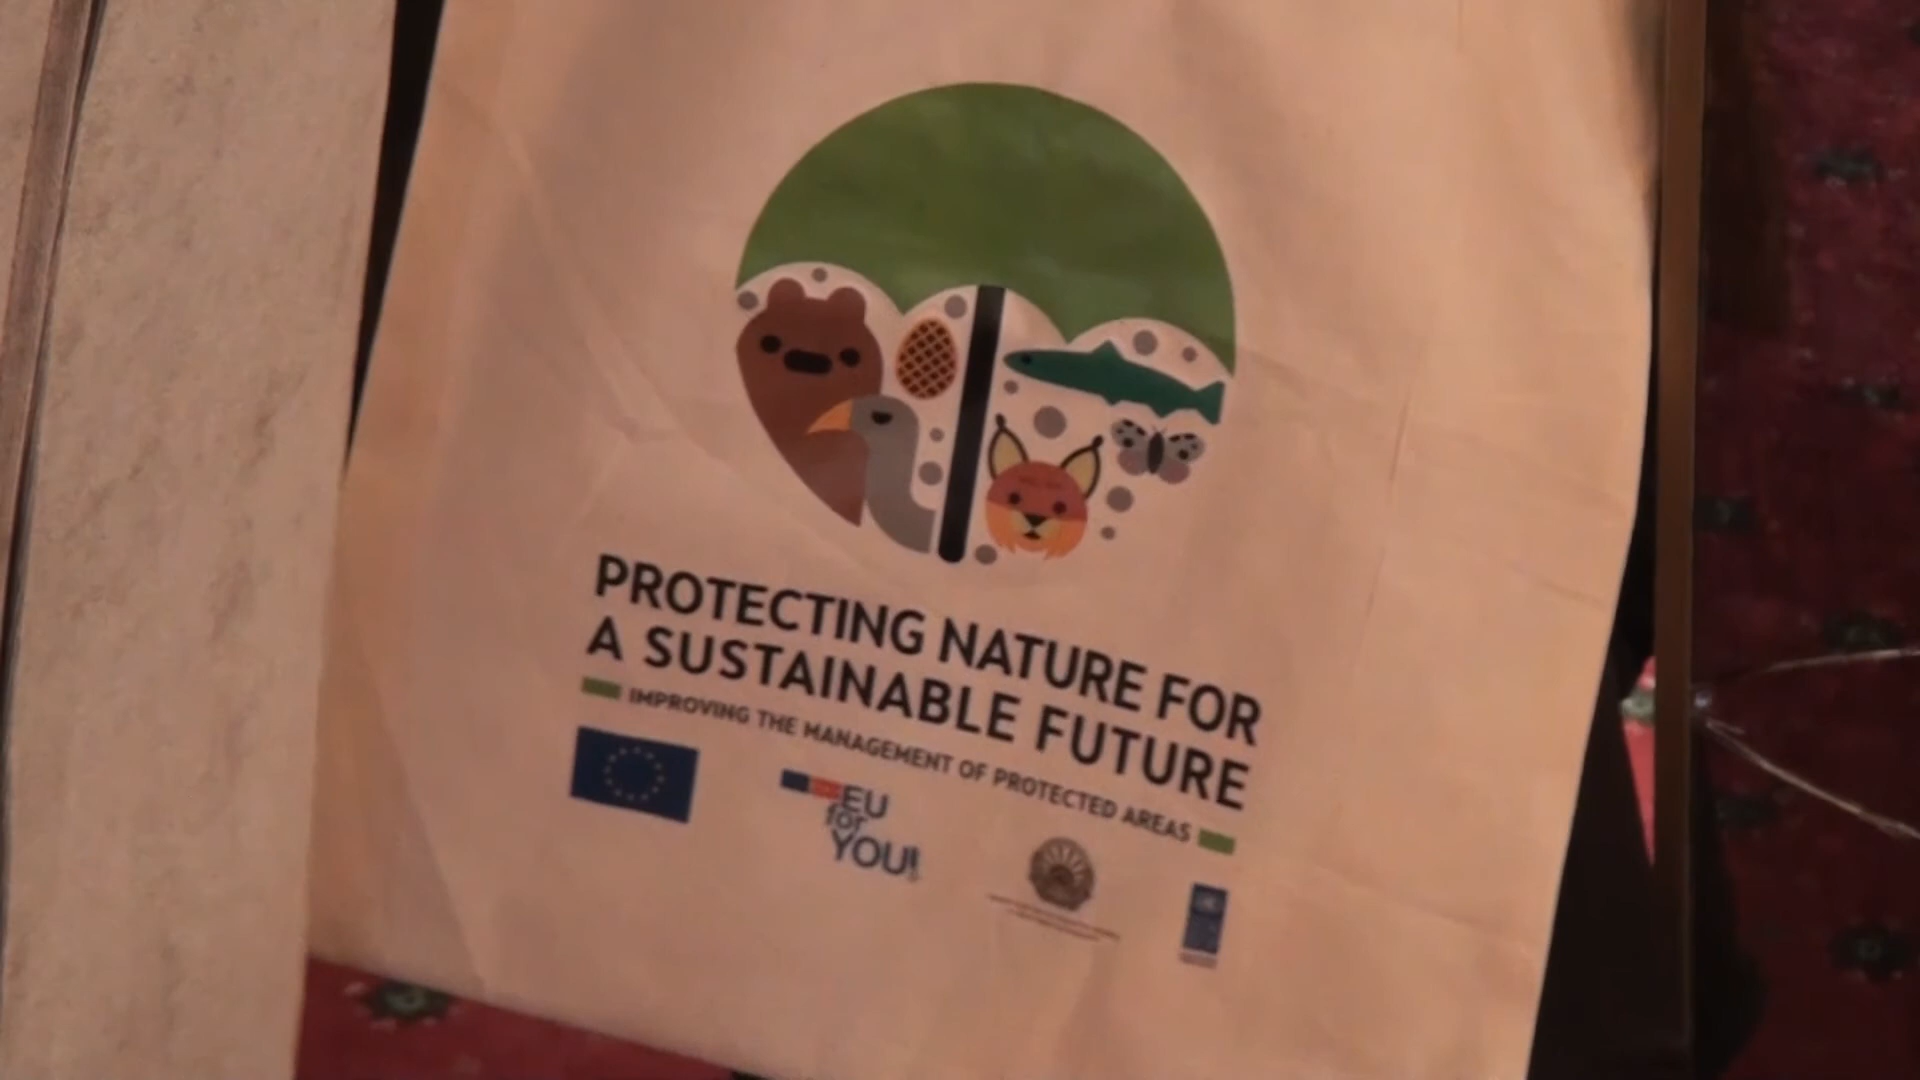 PROTECTING NATURE FOR
A SUSTAINABLE FUTURE
IMPROVING THE MANAGEMENT OF PROTECTED AREAS
EU
for
YOU!